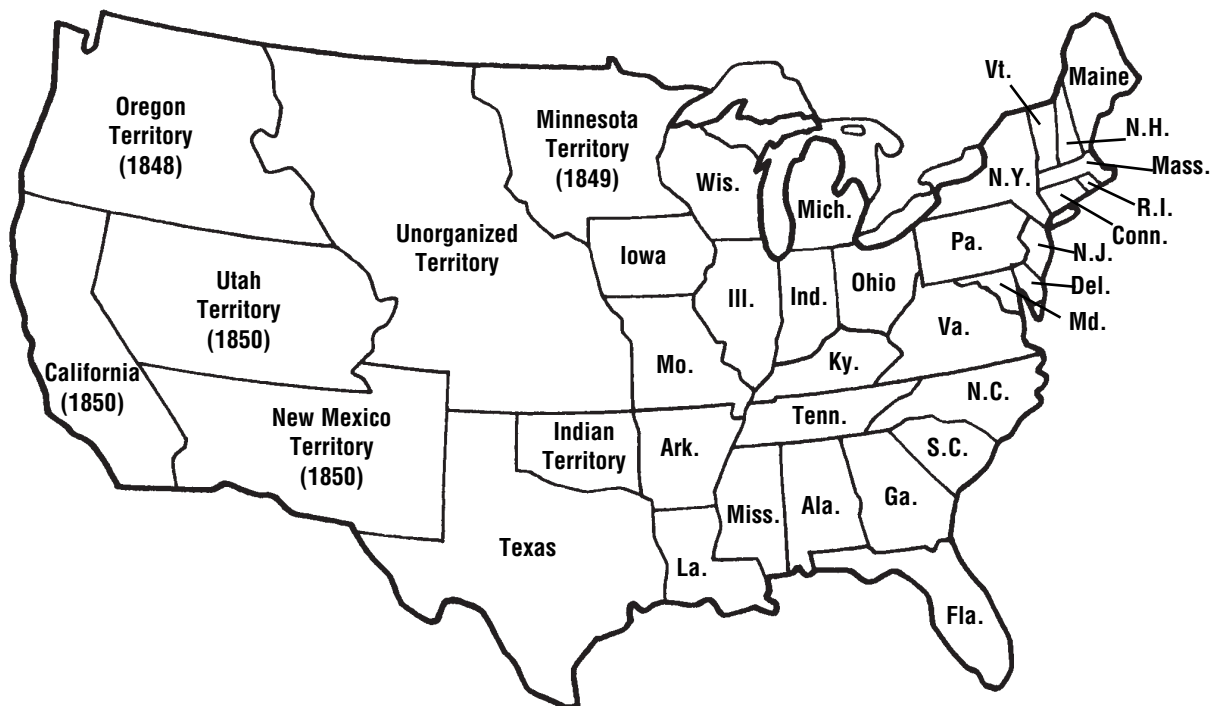 Oregon
Territory
(1848)
Minnesota
Territory
(1849)
Unorganized
Territory
Utah
Territory
(1850)
California
(1850)
New Mexico
Territory
(1850)
Indian
Territory
Texas
Wis.
Iowa
Mich.
Ill.
Ind.
Ohio
Mo.
Ky.
Tenn.
Ark.
La.
Miss.
Ala.
Ga.
Fla.
S.C.
N.C.
Va.
Pa.
N.Y.
Vt.
Maine
N.H.
Mass.
R.I.
Conn.
N.J.
Del.
Md.